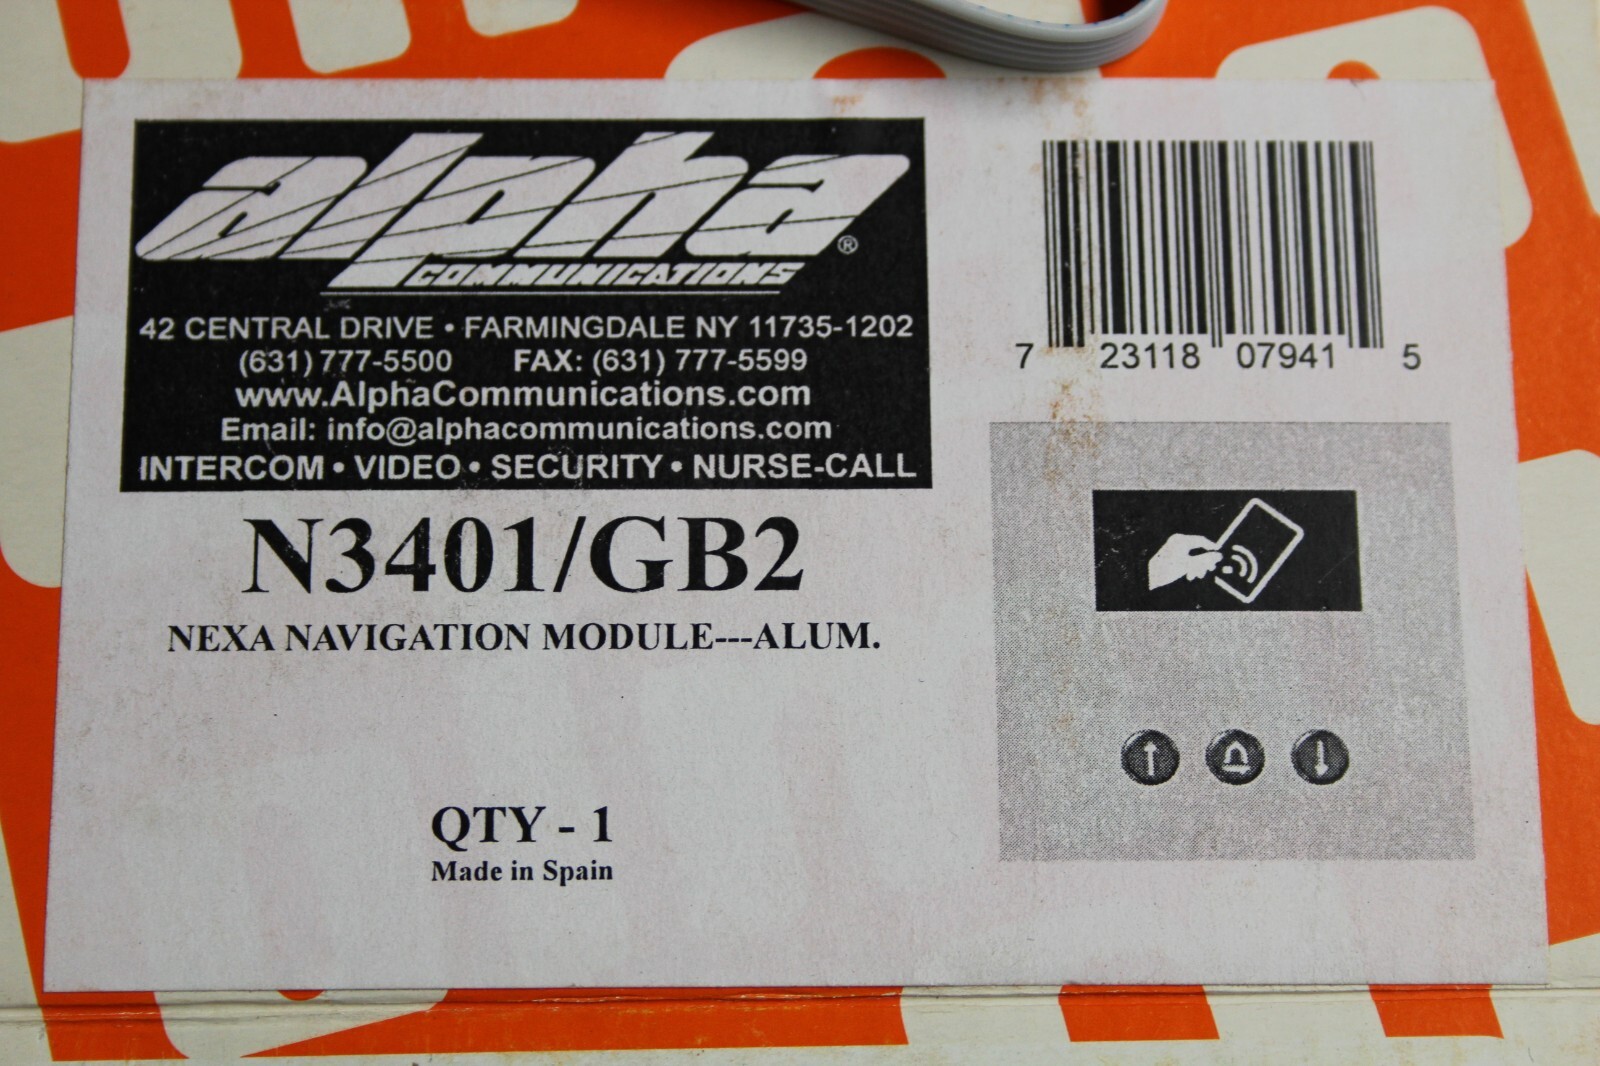 alpha®
COMMUNICATIONS
42 CENTRAL DRIVE • FARMINGDALE NY 11735-1202
(631) 777-5500 FAX: (631) 777-5599
www.AlphaCommunications.com
Email: info@alphacommunications.com
INTERCOM • VIDEO • SECURITY • NURSE-CALL
7 23118 07941 5
N3401/GB2
NEXA NAVIGATION MODULE---ALUM.
QTY - 1
Made in Spain